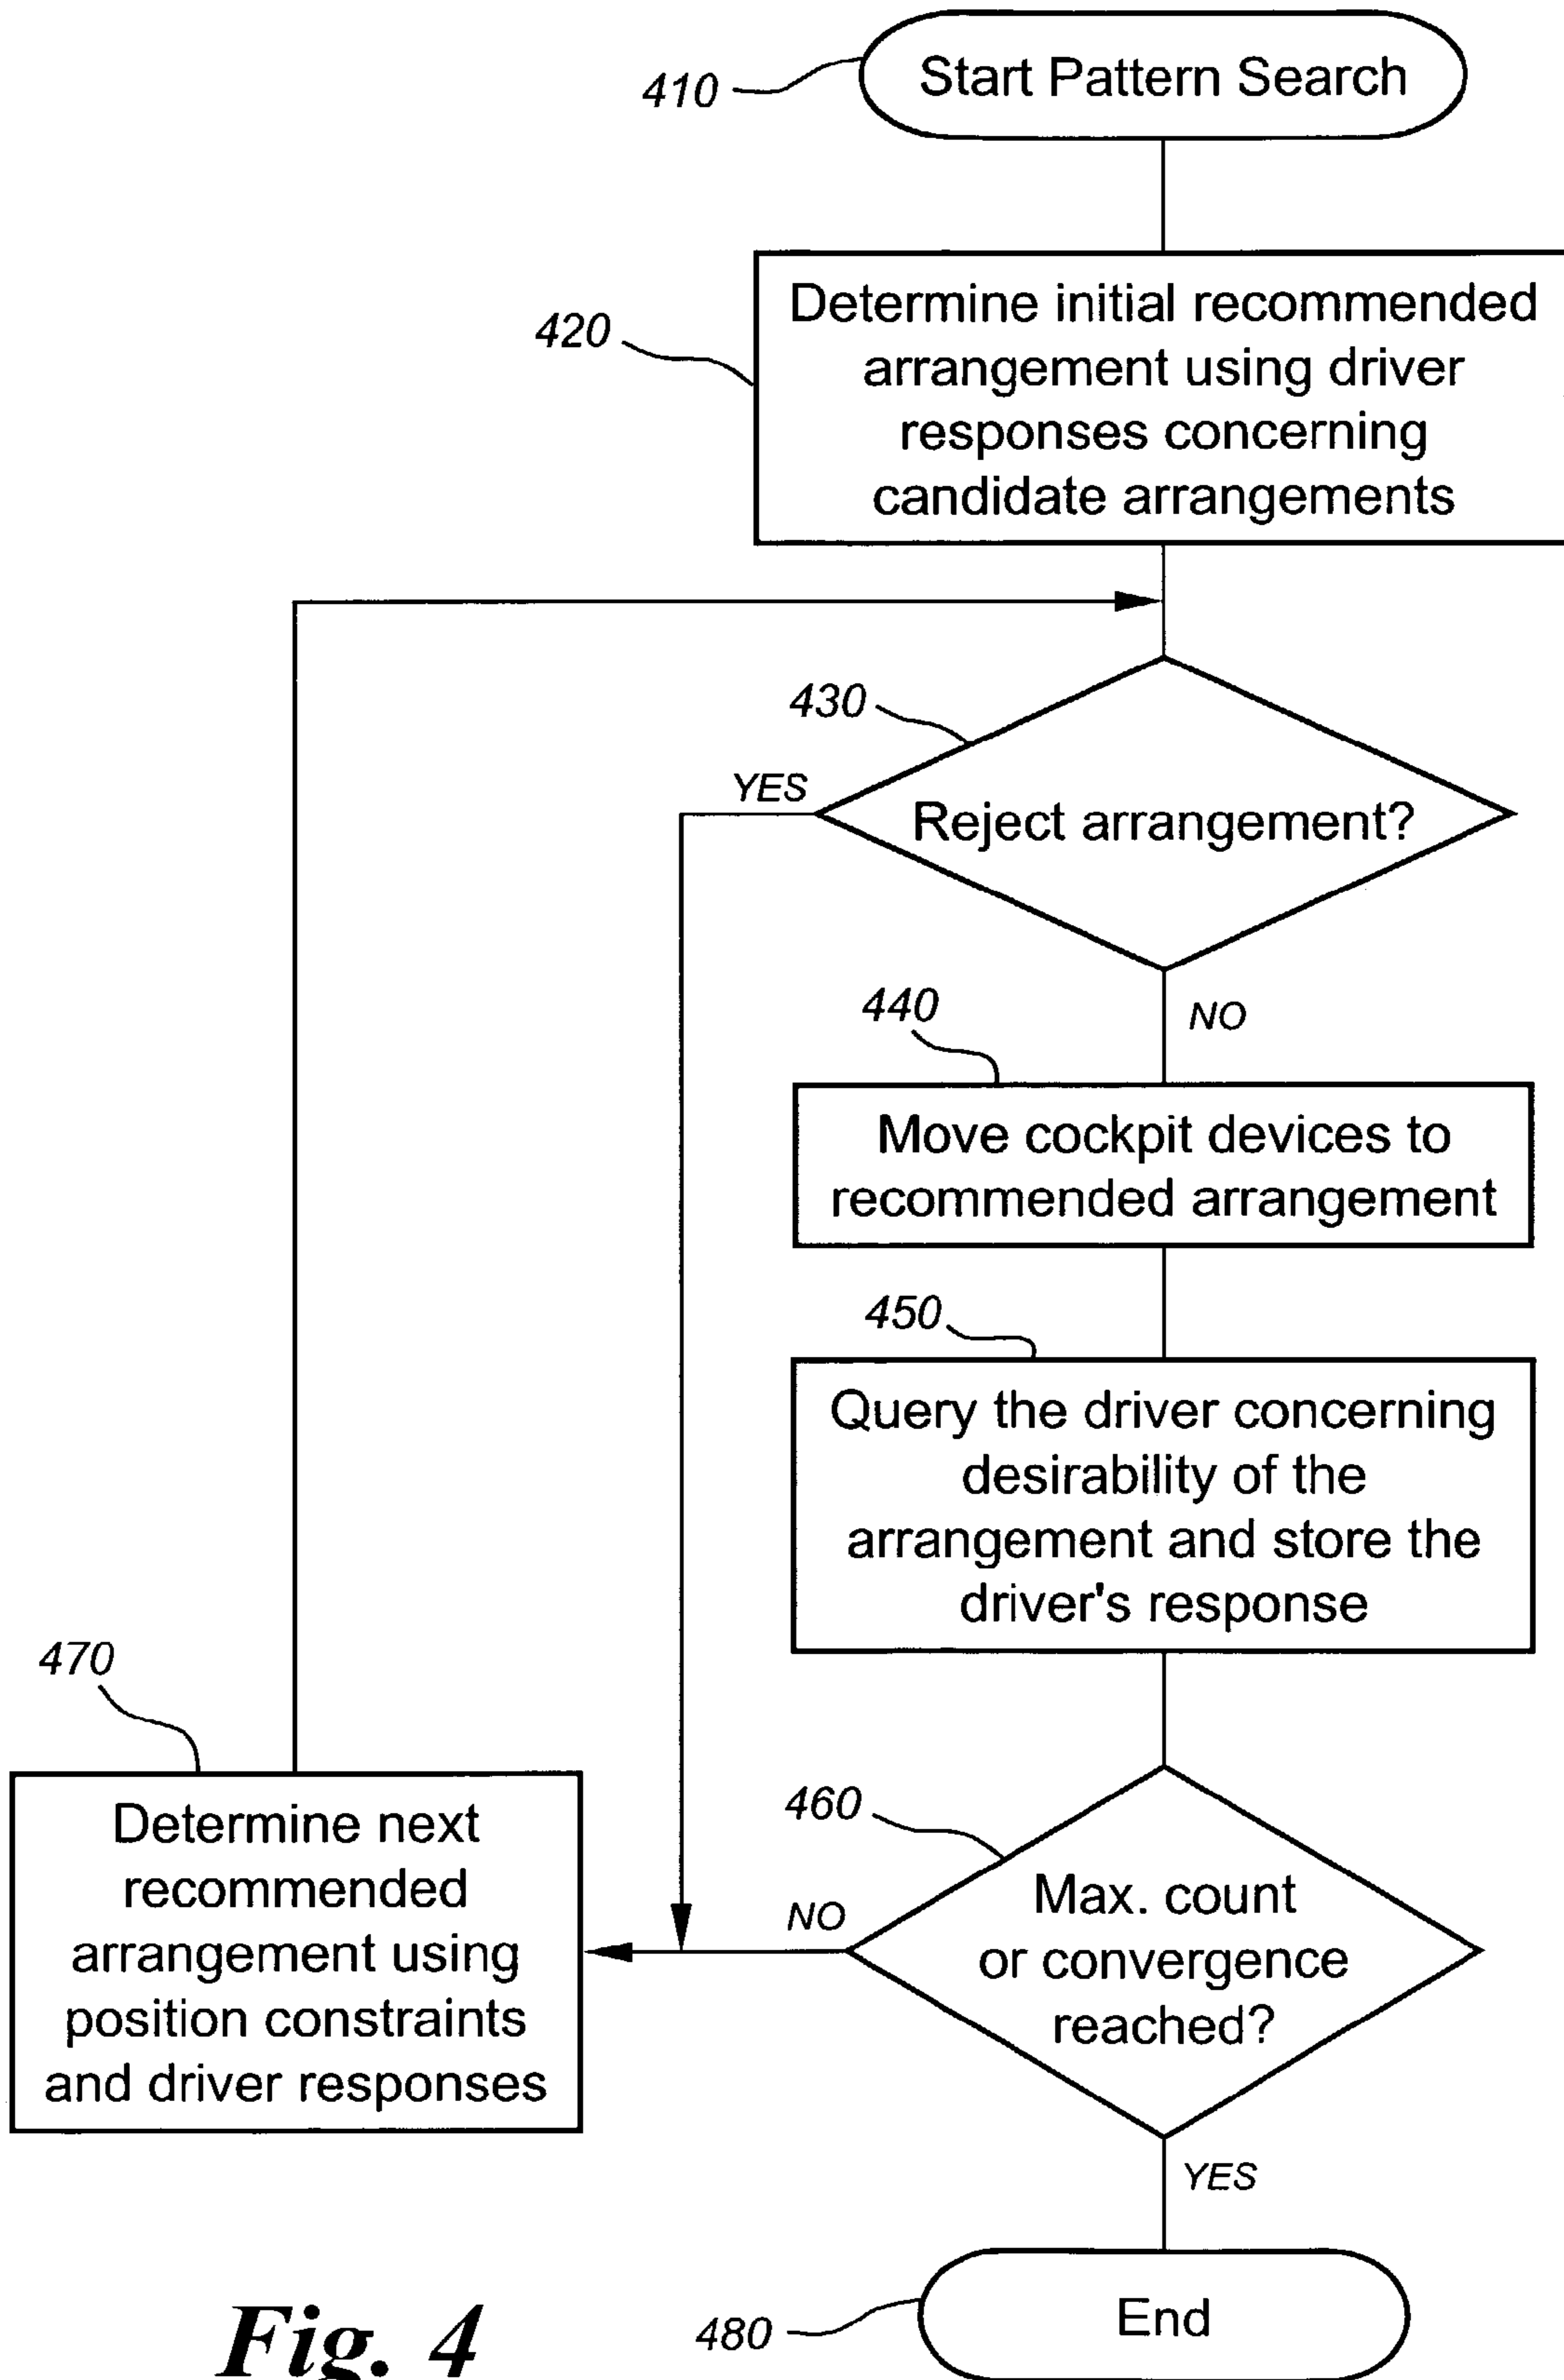 410
Start Pattern Search
420
Determine initial recommended
arrangement using driver
responses concerning
candidate arrangements
430
YES
Reject arrangement?
NO
440
Move cockpit devices to
recommended arrangement
450
Query the driver concerning
desirability of the
arrangement and store the
driver's response
470
Determine next
recommended
arrangement using
position constraints
and driver responses
460
NO
Max. count
or convergence
reached?
YES
480
End
Fig. 4